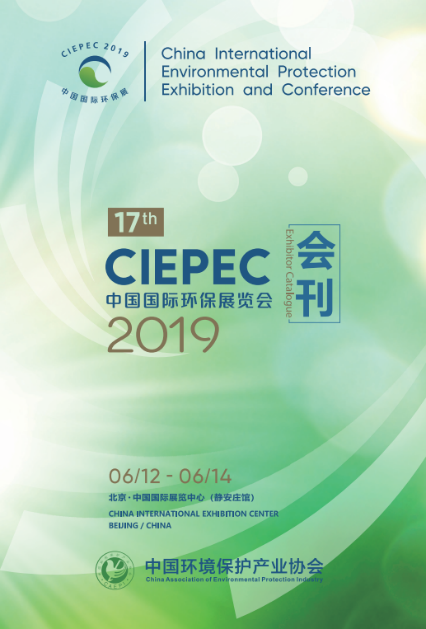 CIEPEC 2019
中国国际环保展
China International
Environmental Protection
Exhibition and Conference
17th
CIEPEC
中国国际环保展览会
2019
会刊
Exhibitor Catalogue
06/12 - 06/14
北京·中国国际展览中心（静安庄馆）
CHINA INTERNATIONAL EXHIBITION CENTER
BEIJING / CHINA
中国环境保护产业协会
China Association of Environmental Protection Industry